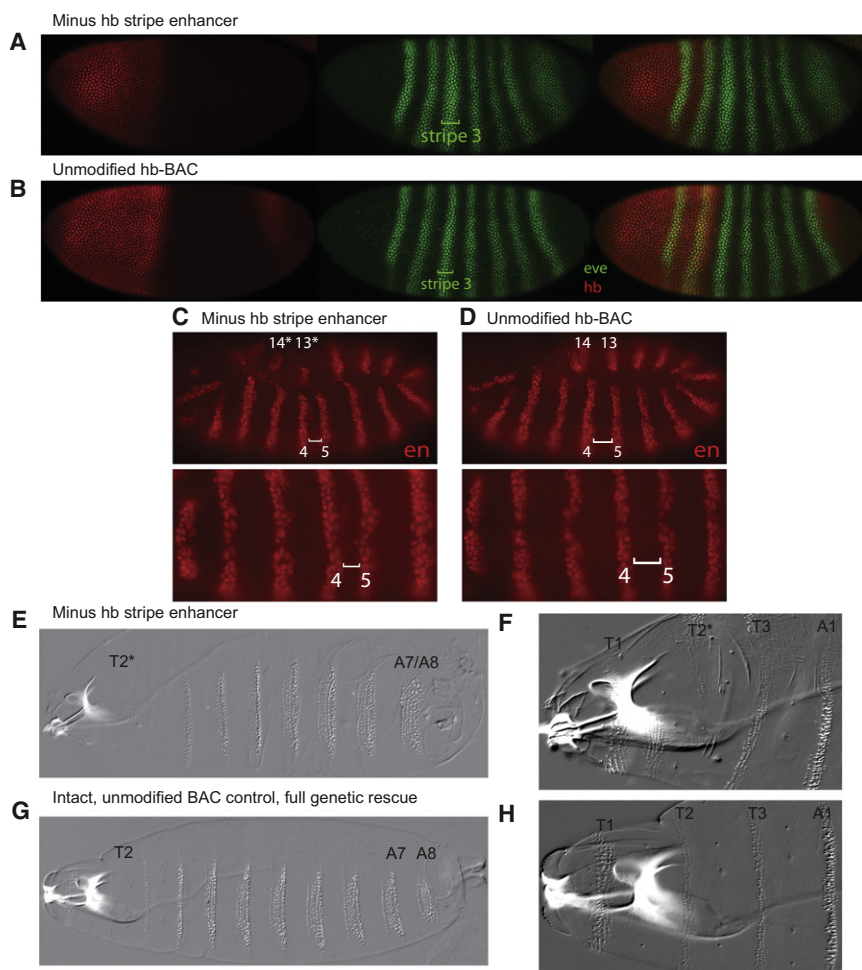 Minus hb stripe enhancer
A
stripe 3
Unmodified hb-BAC
B
stripe 3
eve
hb
C Minus hb stripe enhancer
14* 13*
4 5
en
4 5
D Unmodified hb-BAC
14 13
4 5
en
4 5
Minus hb stripe enhancer
E
T2*
A7/A8
F
T1
T2*
T3
A1
Intact, unmodified BAC control, full genetic rescue
G
T2
A7
A8
H
T1
T2
T3
A1